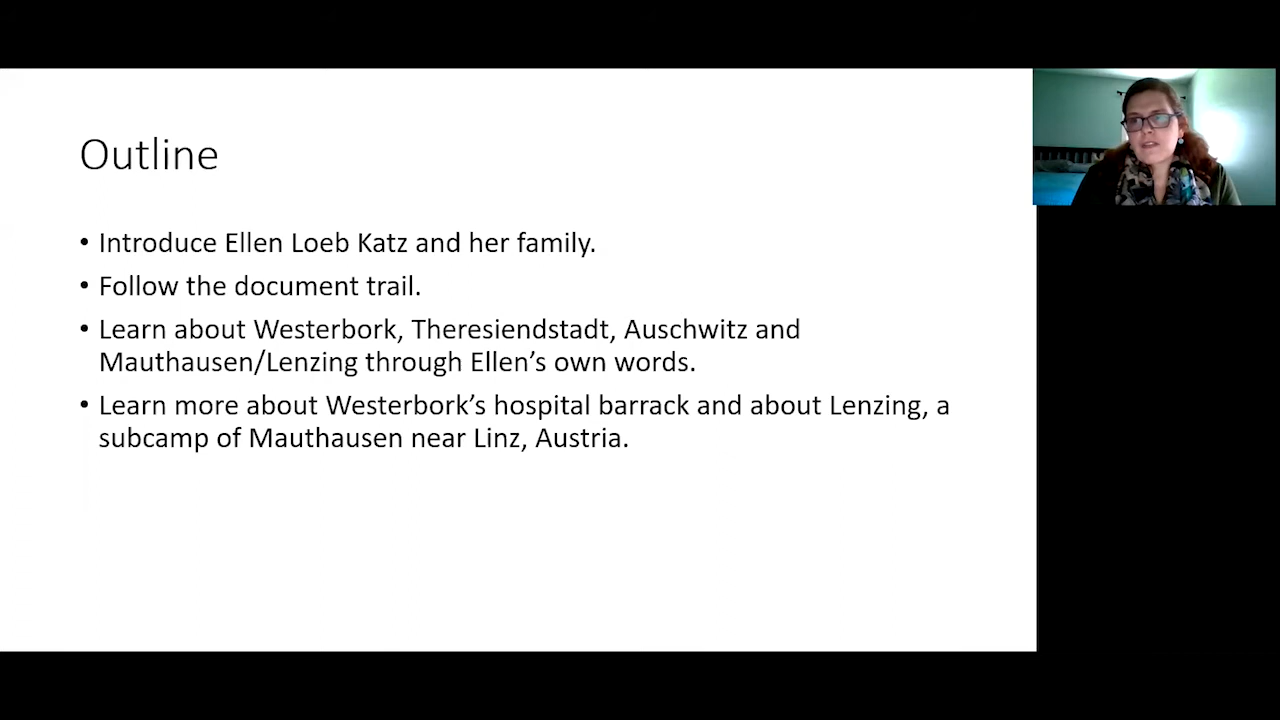 Outline
• Introduce Ellen Loeb Katz and her family.
• Follow the document trail.
• Learn about Westerbork, Theresiendstadt, Auschwitz and
Mauthausen/Lenzing through Ellen’s own words.
• Learn more about Westerbork’s hospital barrack and about Lenzing, a
subcamp of Mauthausen near Linz, Austria.